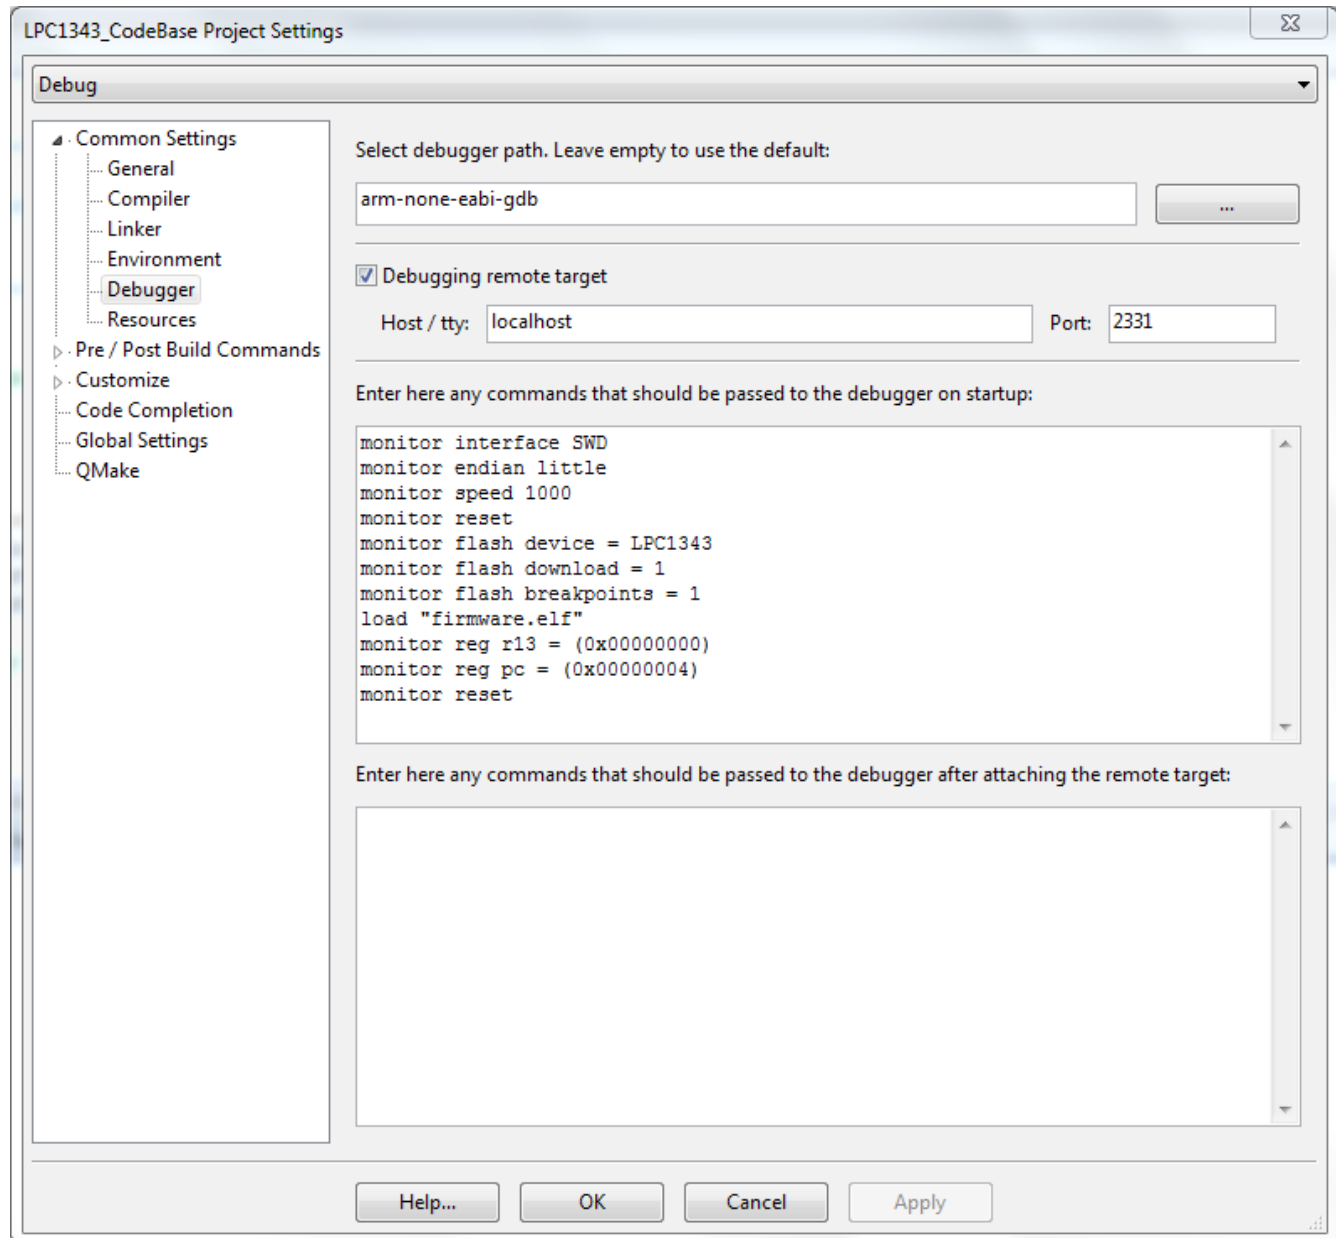 LPC1343_CodeBase Project Settings
Debug
Common Settings
General
Compiler
Linker
Environment
Debugger
Resources
Pre / Post Build Commands
Customize
Code Completion
Global Settings
QMake
Select debugger path. Leave empty to use the default:
arm-none-eabi-gdb
...
Debugging remote target
Host / tty: localhost Port: 2331
Enter here any commands that should be passed to the debugger on startup:
monitor interface SWD
monitor endian little
monitor speed 1000
monitor reset
monitor flash device = LPC1343
monitor flash download = 1
monitor flash breakpoints = 1
load "firmware.elf"
monitor reg r13 = (0x00000000)
monitor reg pc = (0x00000004)
monitor reset
Enter here any commands that should be passed to the debugger after attaching the remote target:
Help... OK Cancel Apply